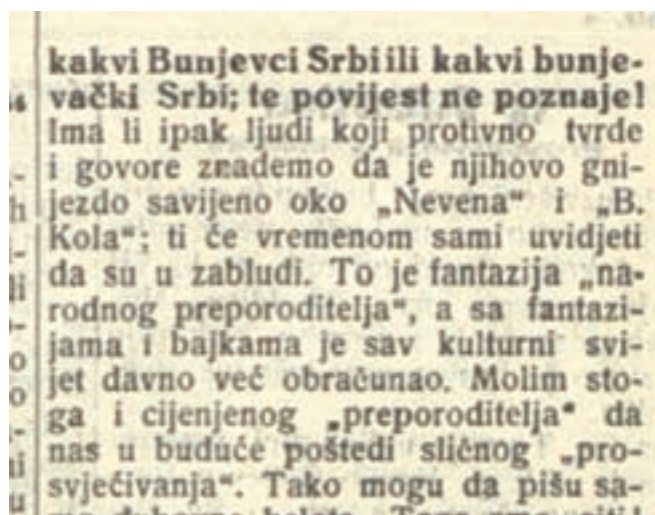 kakvi Bunjevci Srbi ili kakvi bunje-
vački Srbi; te povijest ne poznaje!
Ima li ipak ljudi koji protivno tvrde
i govore znademo da je njihovo gni-
jezdo savijeno oko „Nevena“ i „B.
Kola“; ti će vremenom sami uvidjeti
da su u zabludi. To je fantazija „na-
rodnog preporoditelja“, a sa fantazi-
jama i bajkama je sav kulturni svi-
jet davno već obračunao. Molim sto-
ga i cijenjenog „preporoditelja“ da
nas u buduće poštedi sličnog „pro-
svjećivanja“. Tako mogu da pišu sa-